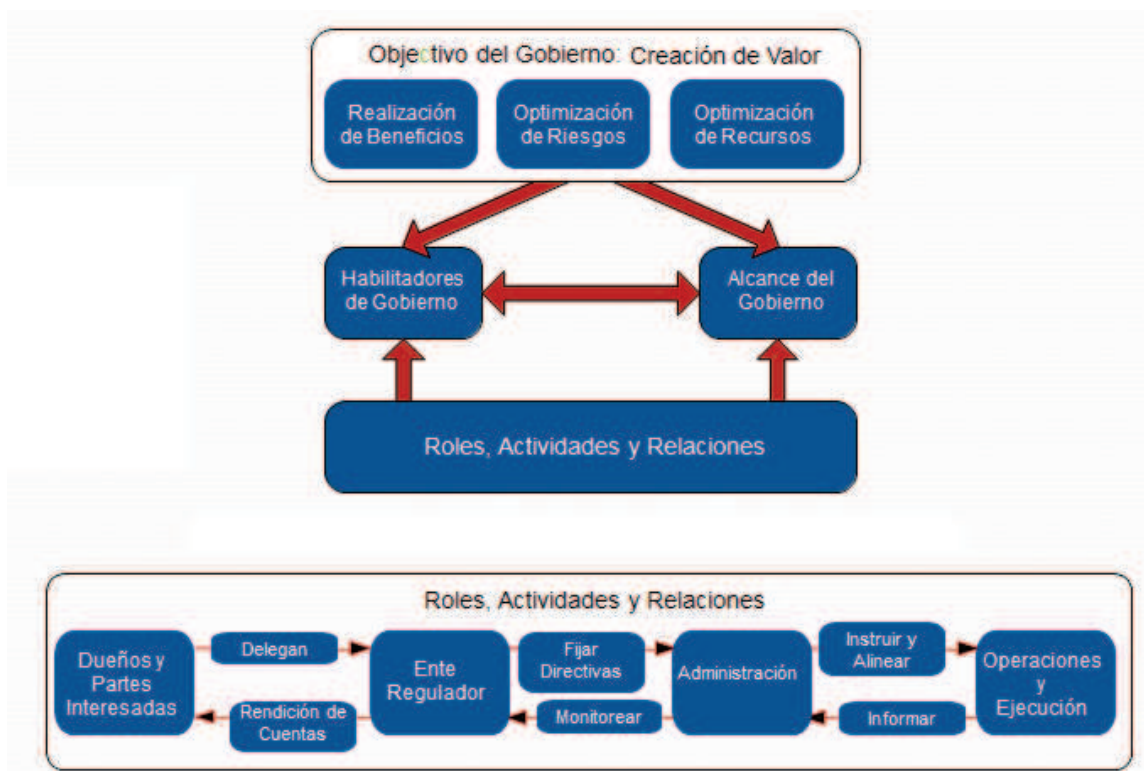 Objectivo del Gobierno: Creación de Valor
Realización
de Beneficios
Optimización
de Riesgos
Optimización
de Recursos
Habilitadores
de Gobierno
Alcance del
Gobierno
Roles, Actividades y Relaciones
Roles, Actividades y Relaciones
Dueños y
Partes
Interesadas
Delegan
Rendición de
Cuentas
Ente
Regulador
Fijar
Directivas
Monitorear
Administración
Instruir y
Alinear
Informar
Operaciones
y
Ejecución